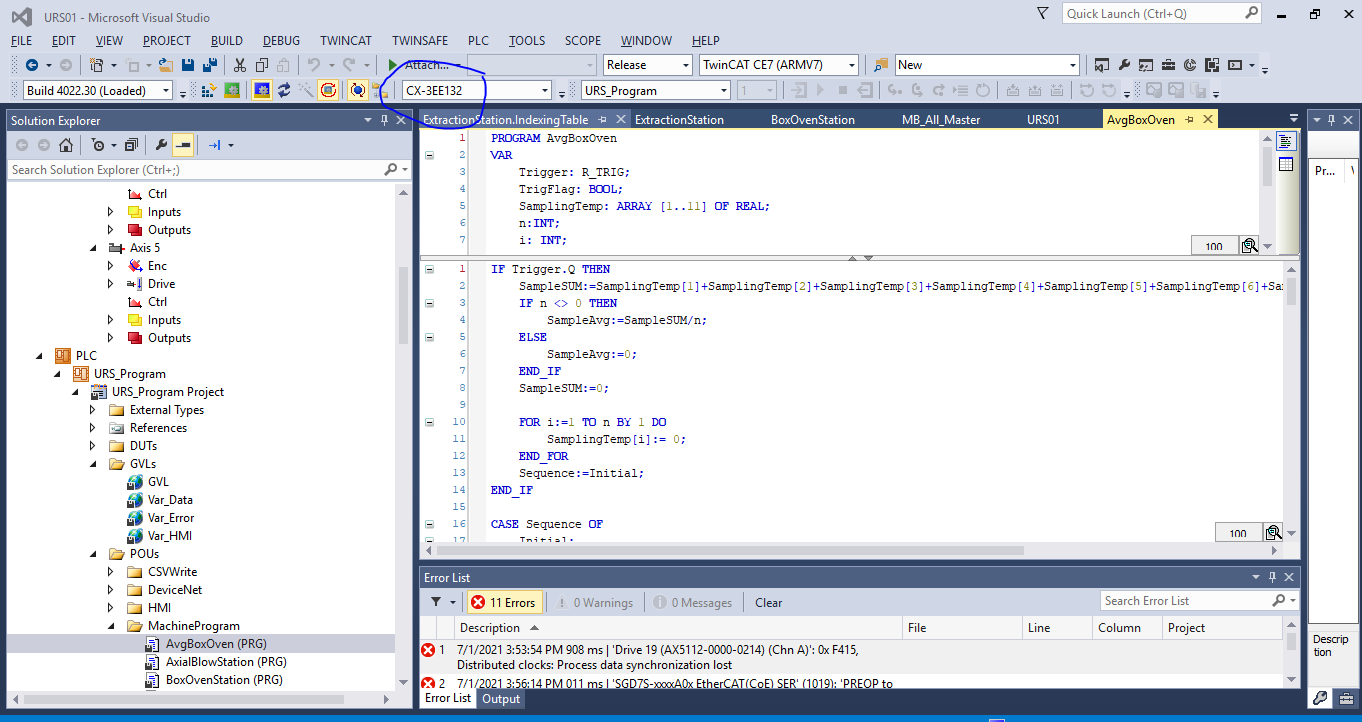 URS01 - Microsoft Visual Studio
Quick Launch (Ctrl+Q)
FILE EDIT VIEW PROJECT BUILD DEBUG TWINCAT TWINSAFE PLC TOOLS SCOPE WINDOW HELP
Attach... Release TwinCAT CE7 (ARMV7) New
Build 4022.30 (Loaded) CX-3EE132 URS_Program 1
Solution Explorer
Search Solution Explorer (Ctrl+;)
Ctrl
Inputs
Outputs
Axis 5
Enc
Drive
Ctrl
Inputs
Outputs
PLC
URS_Program
URS_Program Project
External Types
References
DUTs
GVLs
GVL
Var_Data
Var_Error
Var_HMI
POUs
CSVWrite
DeviceNet
HMI
MachineProgram
AvgBoxOven (PRG)
AxialBlowStation (PRG)
BoxOvenStation (PRG)
ExtractionStation.IndexingTable ExtractionStation BoxOvenStation MB_All_Master URS01 AvgBoxOven
1 PROGRAM AvgBoxOven
2 VAR
3 Trigger: R_TRIG;
4 TrigFlag: BOOL;
5 SamplingTemp: ARRAY [1..11] OF REAL;
6 n:INT;
7 i: INT;
100
1 IF Trigger.Q THEN
2 SampleSUM:=SamplingTemp[1]+SamplingTemp[2]+SamplingTemp[3]+SamplingTemp[4]+SamplingTemp[5]+SamplingTemp[6]+Sa
3 IF n <> 0 THEN
4 SampleAvg:=SampleSUM/n;
5 ELSE
6 SampleAvg:=0;
7 END_IF
8 SampleSUM:=0;
9
10 FOR i:=1 TO n BY 1 DO
11 SamplingTemp[i]:= 0;
12 END_FOR
13 Sequence:=Initial;
14 END_IF
15
16 CASE Sequence OF
17 Initial:
100
Pr...
Error List
11 Errors 0 Warnings 0 Messages Clear
Search Error List
Description File Line Column Project
1 7/1/2021 3:53:54 PM 908 ms | 'Drive 19 (AX5112-0000-0214) (Chn A)': 0x F415,
Distributed clocks: Process data synchronization lost
2 7/1/2021 3:56:14 PM 011 ms | 'SGD7S-xxxxA0x EtherCAT(CoE) SER' (1019): 'PREOP to
Error List Output
Descrip
tion